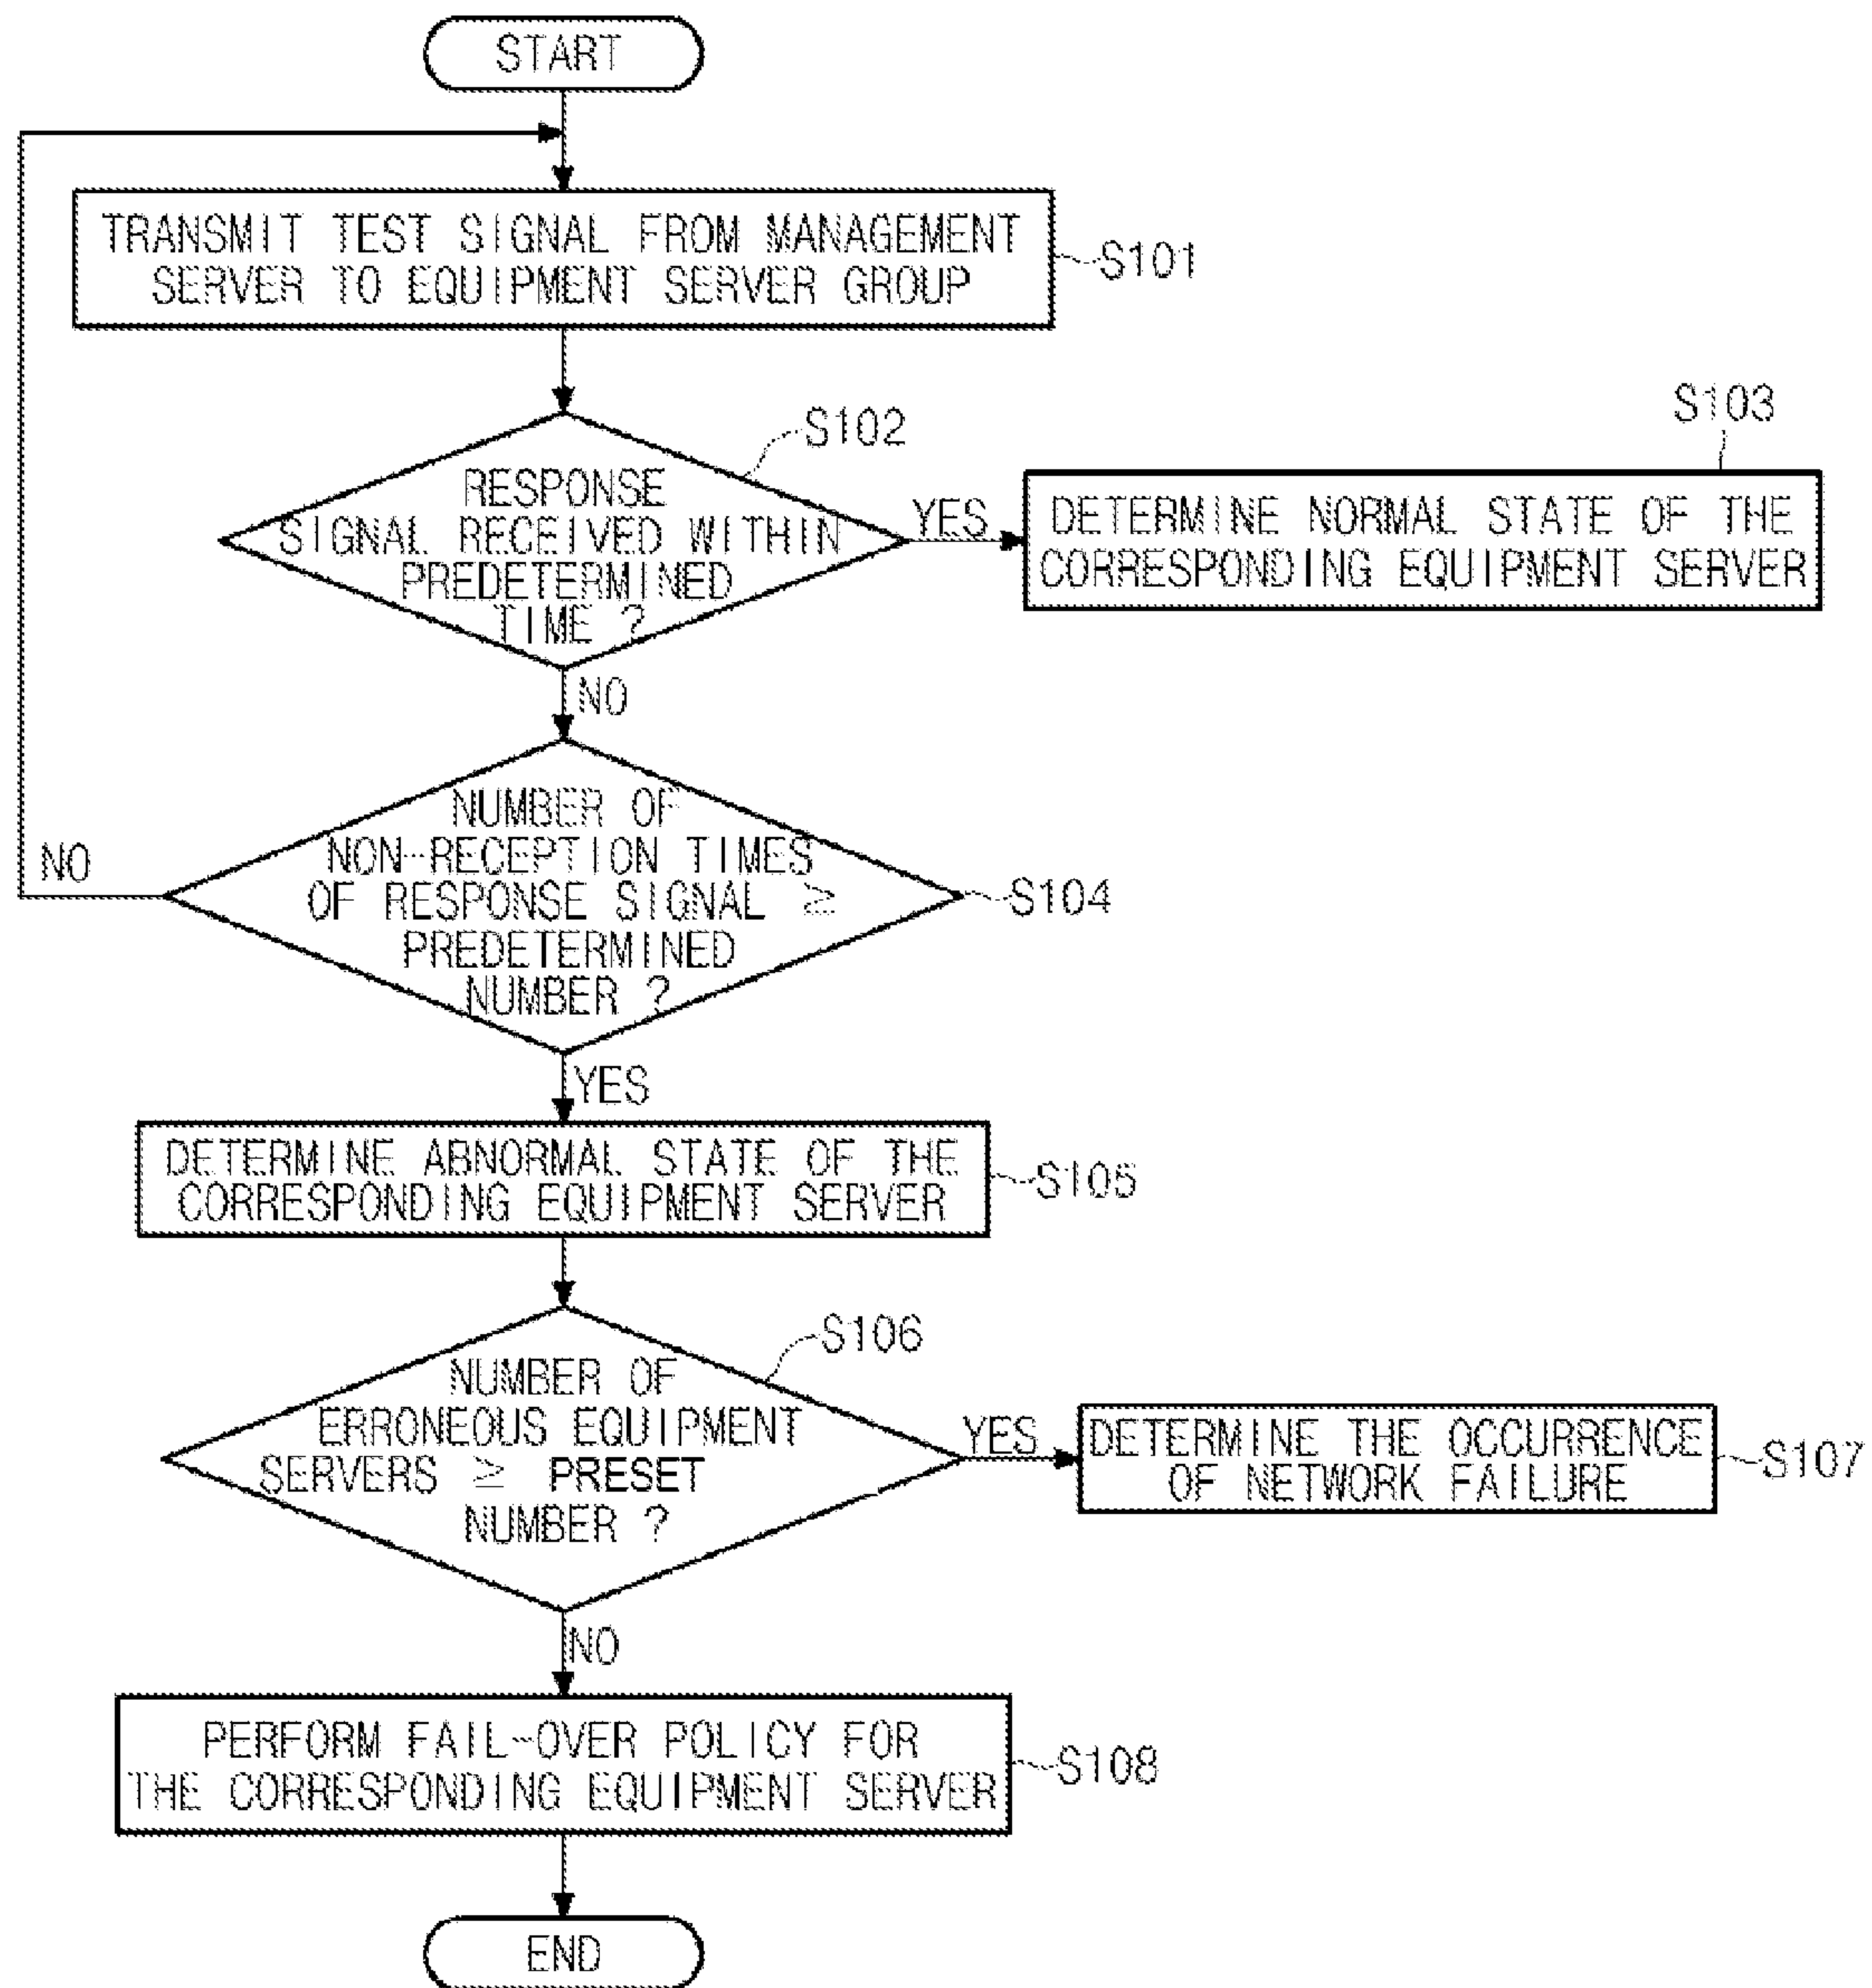 START
TRANSMIT TEST SIGNAL FROM MANAGEMENT
SERVER TO EQUIPMENT SERVER GROUP
S101
S102
RESPONSE
SIGNAL RECEIVED WITHIN
PREDETERMINED
TIME ?
YES
S103
DETERMINE NORMAL STATE OF THE
CORRESPONDING EQUIPMENT SERVER
NO
NUMBER OF
NON-RECEPTION TIMES
OF RESPONSE SIGNAL ≥
PREDETERMINED
NUMBER ?
NO
S104
YES
DETERMINE ABNORMAL STATE OF THE
CORRESPONDING EQUIPMENT SERVER
S105
S106
NUMBER OF
ERRONEOUS EQUIPMENT
SERVERS ≥ PRESET
NUMBER ?
YES
DETERMINE THE OCCURRENCE
OF NETWORK FAILURE
S107
NO
PERFORM FAIL-OVER POLICY FOR
THE CORRESPONDING EQUIPMENT SERVER
S108
END